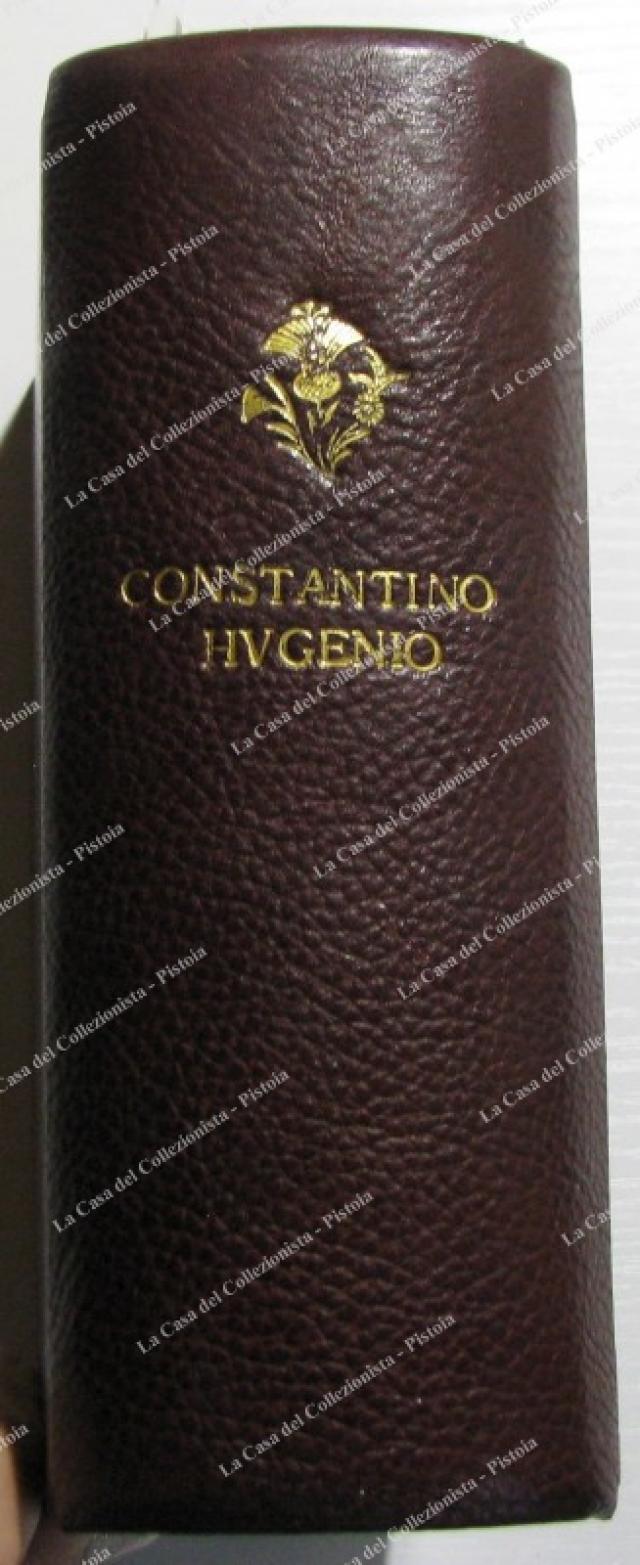 CONSTANTINO
HVGENIO
La Casa del Collezionista - Pistoia